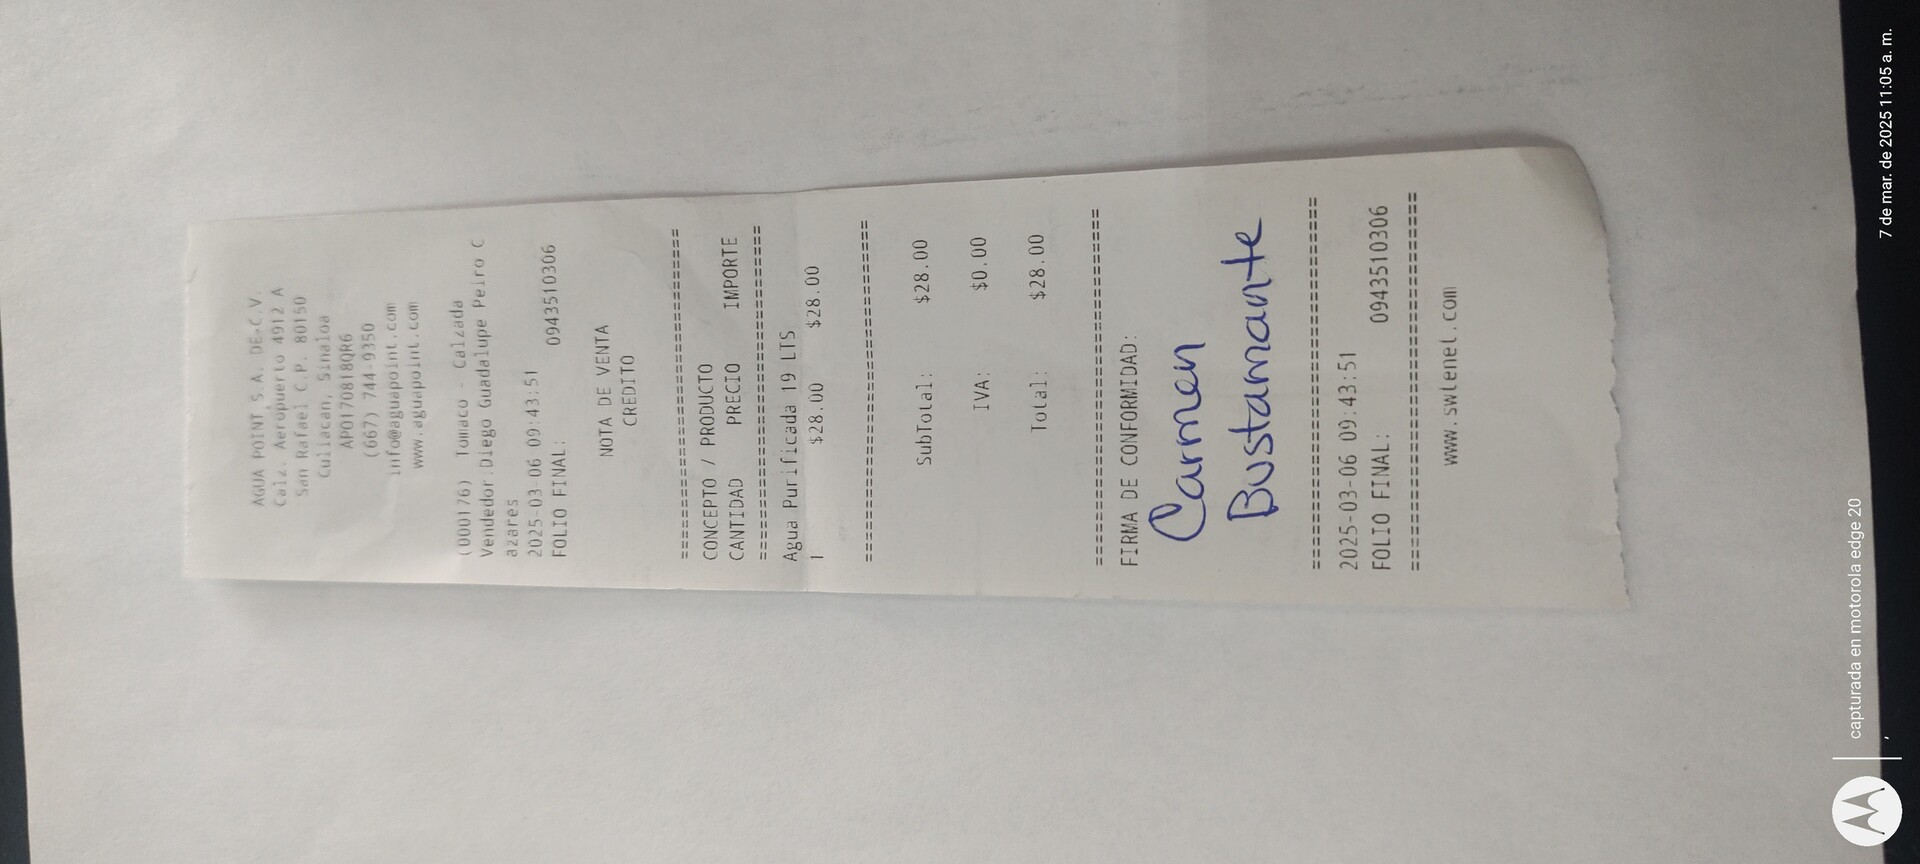 AGUA POINT S.A. DE C.V.
Calz. Aeropuerto 4912 A
San Rafael C.P. 80150
Culiacan, Sinaloa
APO170818QR6
(667) 744-9350
info@aguapoint.com
www.aguapoint.com
(000176) Tomaco - Calzada
Vendedor:Diego Guadalupe Peiro C
azares
2025-03-06 09:43:51
FOLIO FINAL: 0943510306
NOTA DE VENTA
CREDITO
================================
CONCEPTO / PRODUCTO
CANTIDAD PRECIO IMPORTE
================================
Agua Purificada 19 LTS
1 $28.00 $28.00
================================
SubTotal: $28.00
IVA: $0.00
Total: $28.00
================================
FIRMA DE CONFORMIDAD:
Carmen
Bustamante
================================
2025-03-06 09:43:51
FOLIO FINAL: 0943510306
================================
www.swtenet.com
capturada en motorola edge 20
7 de mar. de 2025 11:05 a. m.